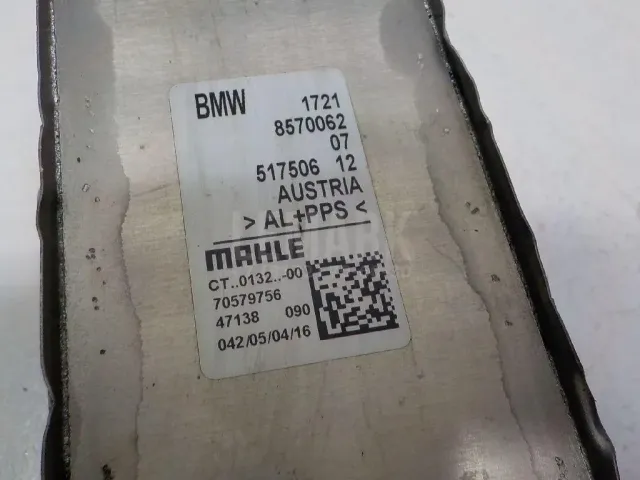 BMW 1721
8570062
07
517506 12
AUSTRIA
>AL+PPS<
MAHLE
CT..0132..-00
70579756
47138 090
042/05/04/16